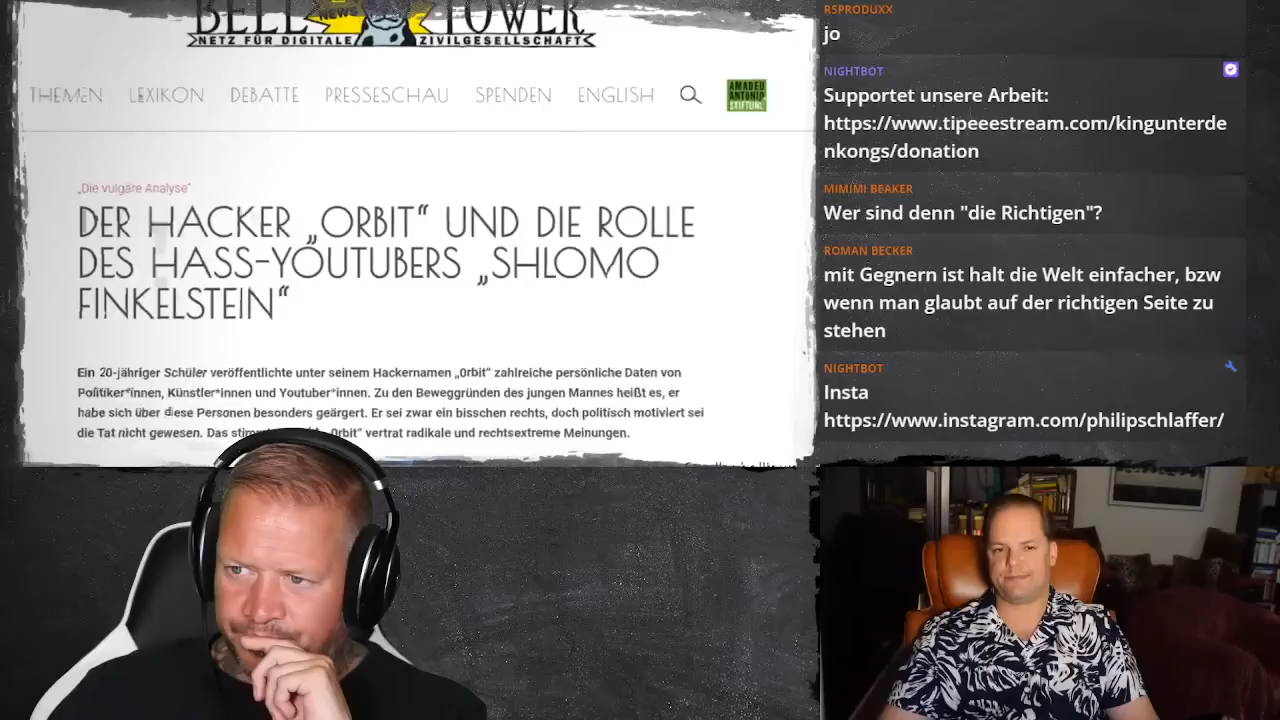 BELL TOWER
NEWS
NETZ FÜR DIGITALE ZIVILGESELLSCHAFT
THEMEN LEXIKON DEBATTE PRESSESCHAU SPENDEN ENGLISH
AMADEU
ANTONIO
STIFTUNG
„Die vulgäre Analyse“
DER HACKER „ORBIT“ UND DIE ROLLE
DES HASS-YOUTUBERS „SHLOMO
FINKELSTEIN“
Ein 20-jähriger Schüler veröffentlichte unter seinem Hackernamen „0rbit“ zahlreiche persönliche Daten von
Politiker*innen, Künstler*innen und Youtuber*innen. Zu den Beweggründen des jungen Mannes heißt es, er
habe sich über diese Personen besonders geärgert. Er sei zwar ein bisschen rechts, doch politisch motiviert sei
die Tat nicht gewesen. Das 0rbit“ vertrat radikale und rechtsextreme Meinungen.
RSPRODUXX
jo
NIGHTBOT
Supportet unsere Arbeit:
https://www.tipeeestream.com/kingunterde
nkongs/donation
MIMIMI BEAKER
Wer sind denn "die Richtigen"?
ROMAN BECKER
mit Gegnern ist halt die Welt einfacher, bzw
wenn man glaubt auf der richtigen Seite zu
stehen
NIGHTBOT
Insta
https://www.instagram.com/philipschlaffer/